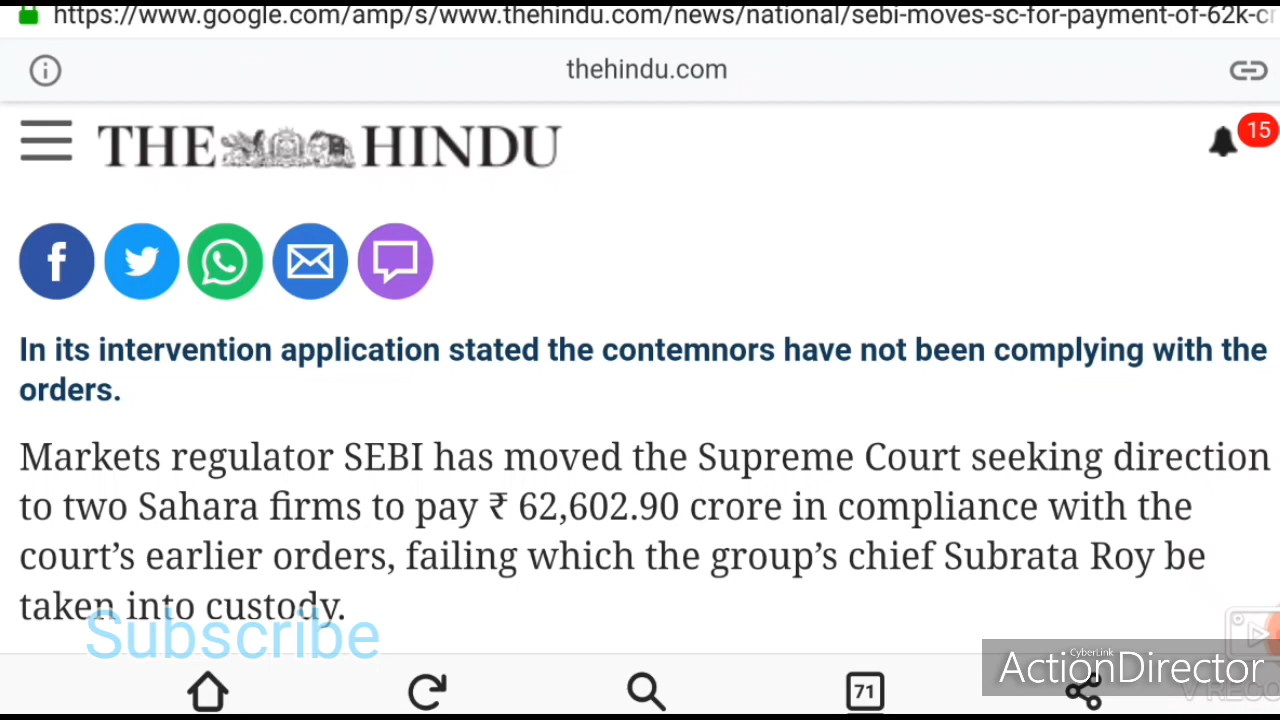 https://www.google.com/amp/s/www.thehindu.com/news/national/sebi-moves-sc-for-payment-of-62k-cr
thehindu.com
THE HINDU
15
In its intervention application stated the contemnors have not been complying with the
orders.
Markets regulator SEBI has moved the Supreme Court seeking direction
to two Sahara firms to pay ₹ 62,602.90 crore in compliance with the
court’s earlier orders, failing which the group’s chief Subrata Roy be
taken into custody.
Subscribe
CyberLink
ActionDirector
71
V RECO